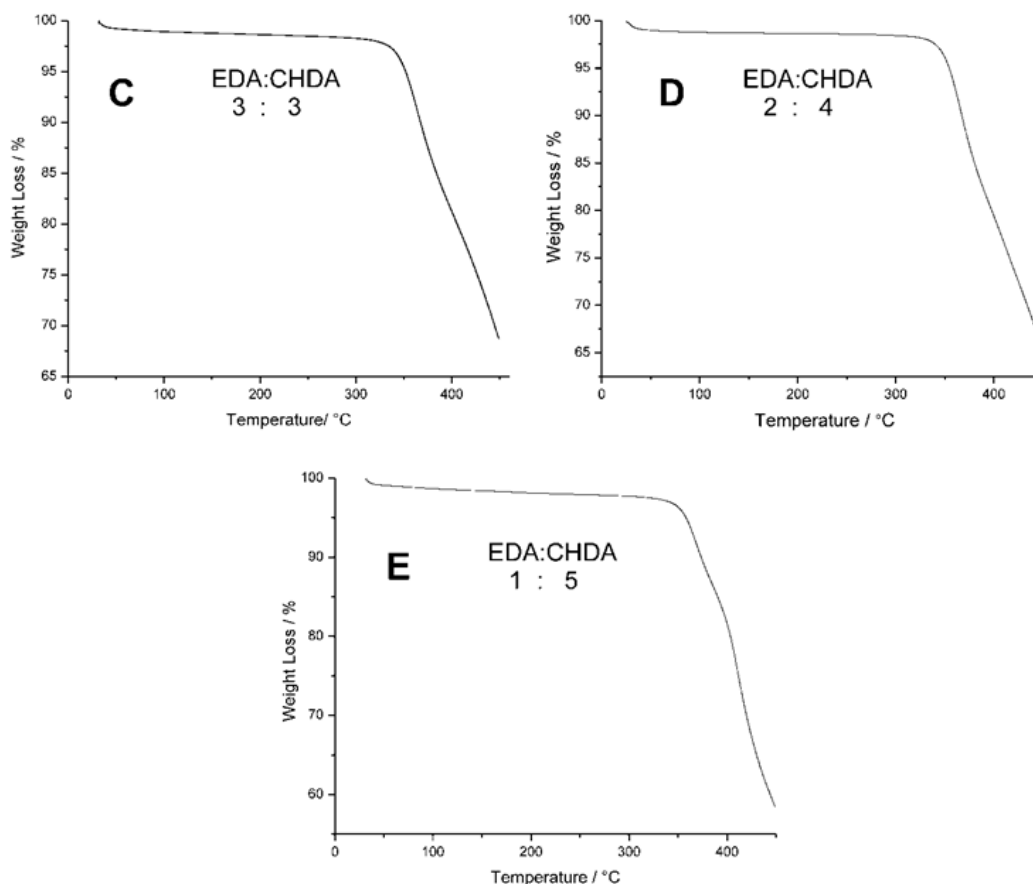 C
EDA:CHDA
3 : 3
100
95
90
85
80
75
70
65
Weight Loss / %
0
100
200
300
400
Temperature/ °C
D
EDA:CHDA
2 : 4
100
95
90
85
80
75
70
65
Weight Loss / %
0
100
200
300
400
Temperature / °C
E
EDA:CHDA
1 : 5
100
90
80
70
60
Weight Loss / %
0
100
200
300
400
Temperature / °C